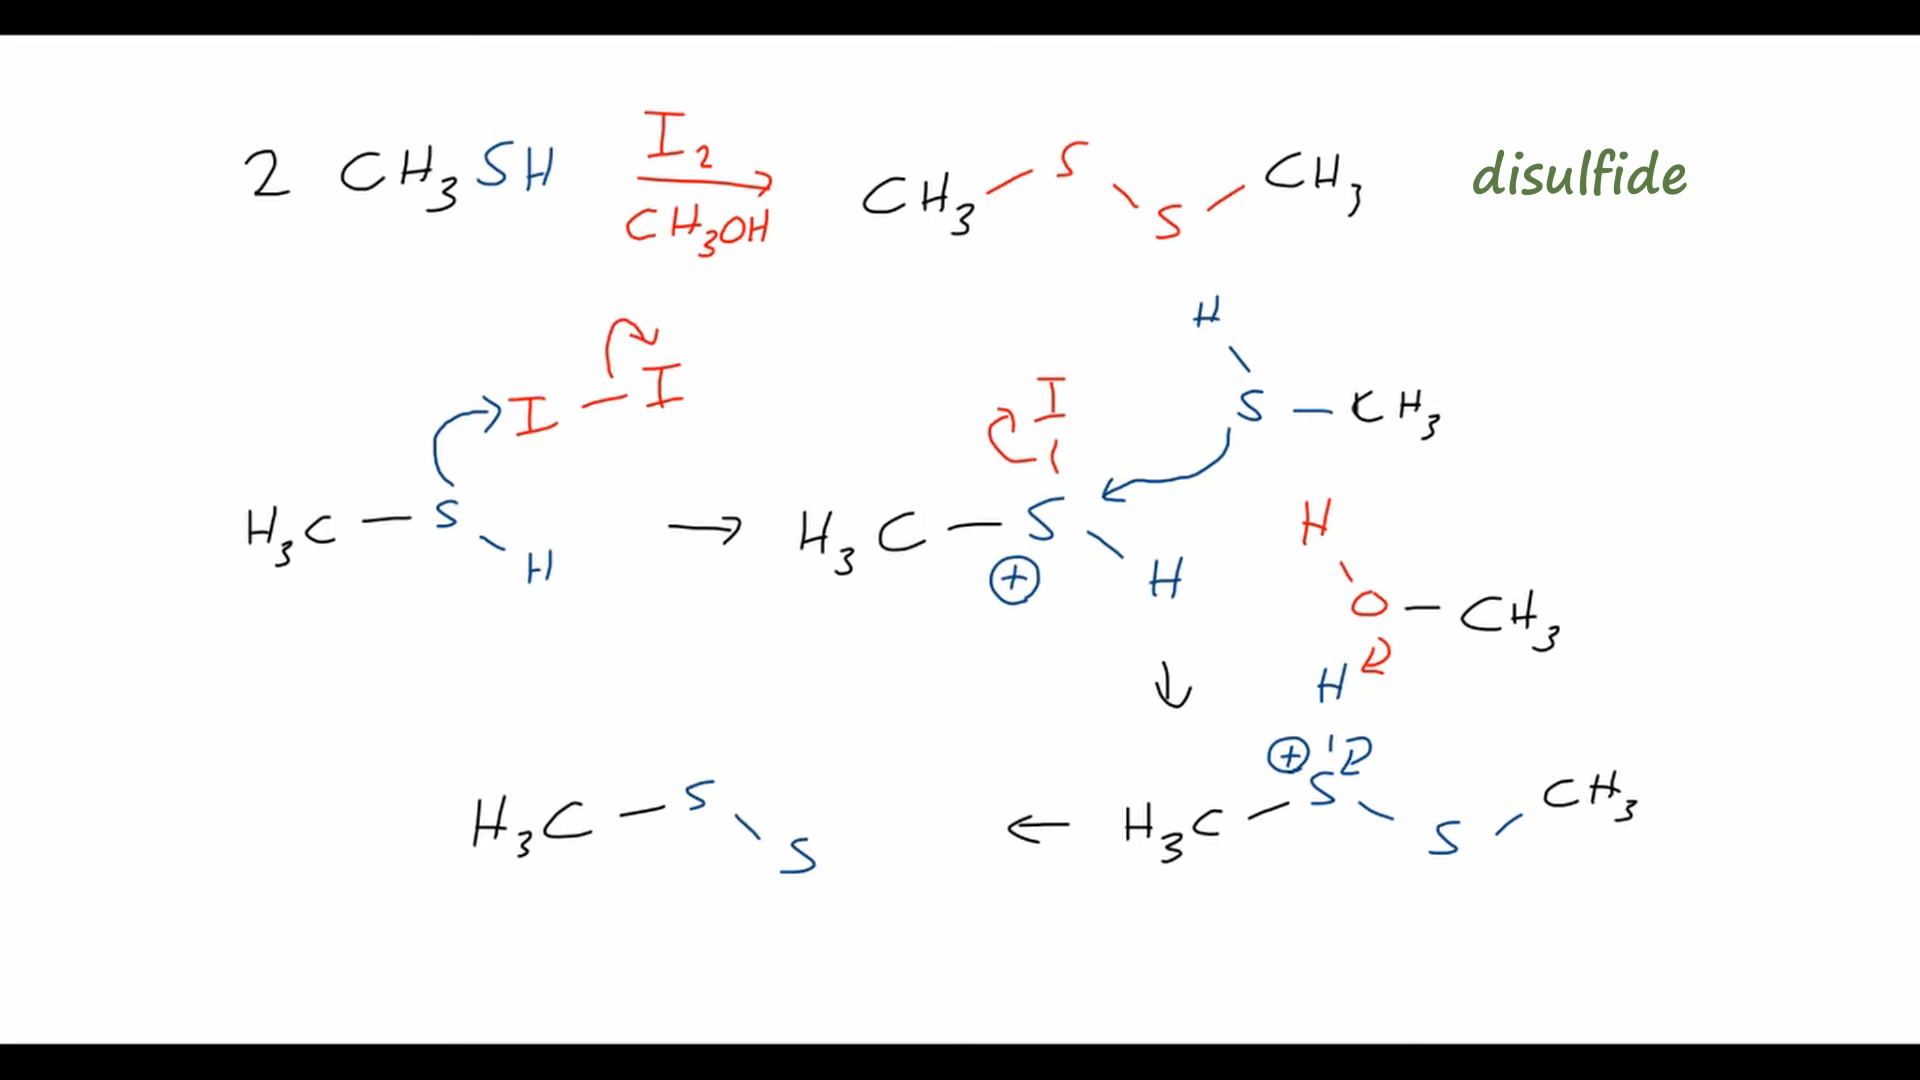 2 CH₃SH I₂ CH₃OH → CH₃-S-S-CH₃ disulfide
H
I-I I S-CH₃
H₃C-S-H → H₃C-S⊕-H H-O-CH₃
↓ H
H₃C-S-S ← H₃C-S⊕-S-CH₃